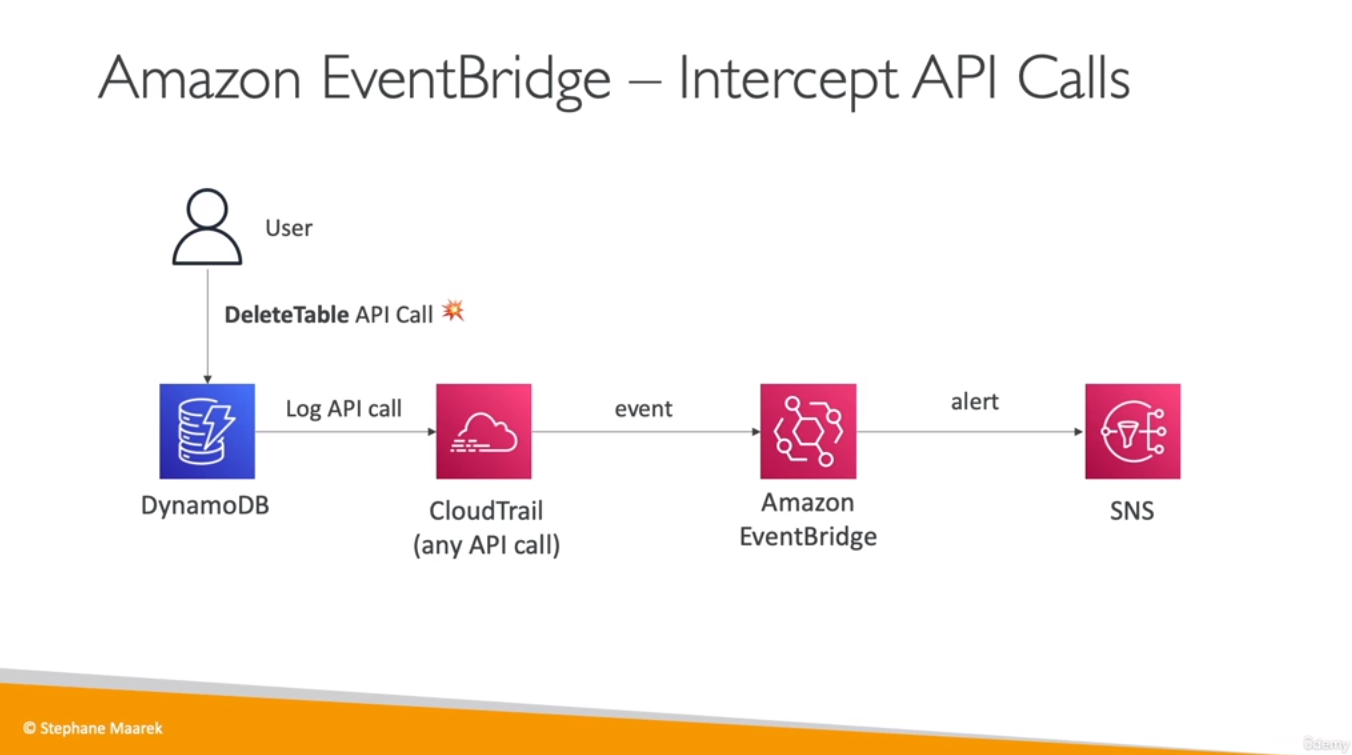 Amazon EventBridge – Intercept API Calls
User
DeleteTable API Call
Log API call
event
alert
DynamoDB
CloudTrail
(any API call)
Amazon
EventBridge
SNS
© Stephane Maarek
ûdemy